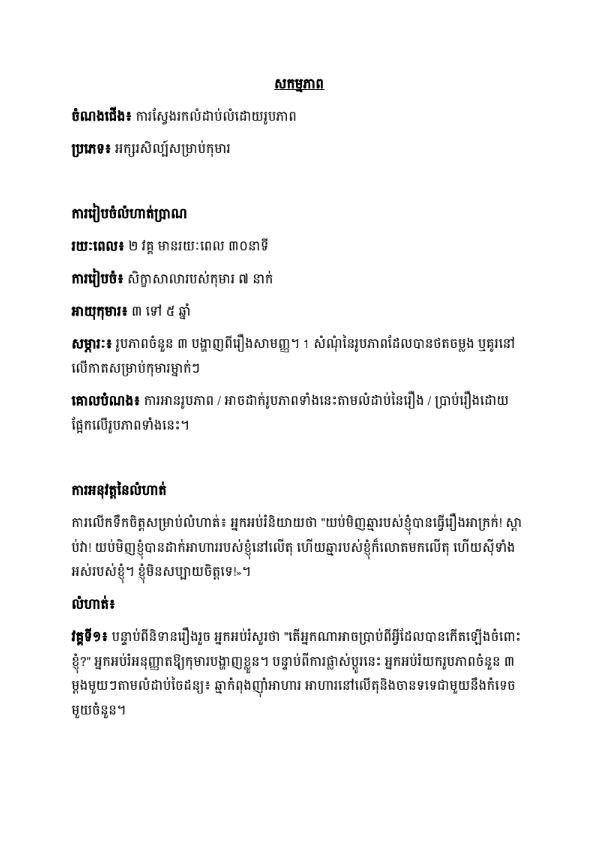 សកម្មភាព
ចំណងជើង៖ ការស្វែងរកលំដាប់លំដោយរូបភាព
ប្រភេទ៖ អក្សរសិល្ប៍សម្រាប់កុមារ
ការរៀបចំលំហាត់ប្រាណ
រយៈពេល៖ ២ វគ្គ មានរយៈពេល ៣០នាទី
ការរៀបចំ៖ សិក្ខាសាលារបស់កុមារ ៧ នាក់
អាយុកុមារ៖ ៣ ទៅ ៥ ឆ្នាំ
សម្ភារៈ៖ រូបភាពចំនួន ៣ បង្ហាញពីរឿងសាមញ្ញ។ 1 សំណុំនៃរូបភាពដែលបានថតចម្លង ឬគូរនៅ
លើកាតសម្រាប់កុមារម្នាក់ៗ
គោលបំណង៖ ការអានរូបភាព / អាចដាក់រូបភាពទាំងនេះតាមលំដាប់នៃរឿង / ប្រាប់រឿងដោយ
ផ្អែកលើរូបភាពទាំងនេះ។
ការអនុវត្តនៃលំហាត់
ការលើកទឹកចិត្តសម្រាប់លំហាត់៖ អ្នកអប់រំនិយាយថា "យប់មិញឆ្មារបស់ខ្ញុំបានធ្វើរឿងអាក្រក់! ស្តា
ប់វា! យប់មិញខ្ញុំបានដាក់អាហាររបស់ខ្ញុំនៅលើតុ ហើយឆ្មារបស់ខ្ញុំក៏លោតមកលើតុ ហើយស៊ីទាំង
អស់របស់ខ្ញុំ។ ខ្ញុំមិនសប្បាយចិត្តទេ!»។
លំហាត់៖
វគ្គទី១៖ បន្ទាប់ពីនិទានរឿងរួច អ្នកអប់រំសួរថា "តើអ្នកណាអាចប្រាប់ពីអ្វីដែលបានកើតឡើងចំពោះ
ខ្ញុំ?" អ្នកអប់រំអនុញ្ញាតឱ្យកុមារបង្ហាញខ្លួន។ បន្ទាប់ពីការផ្លាស់ប្តូរនេះ អ្នកអប់រំយករូបភាពចំនួន ៣
ម្តងមួយៗតាមលំដាប់ចៃដន្យ៖ ឆ្មាកំពុងញ៉ាំអាហារ អាហារនៅលើតុនិងចានទទេជាមួយនឹងកំទេច
មួយចំនួន។